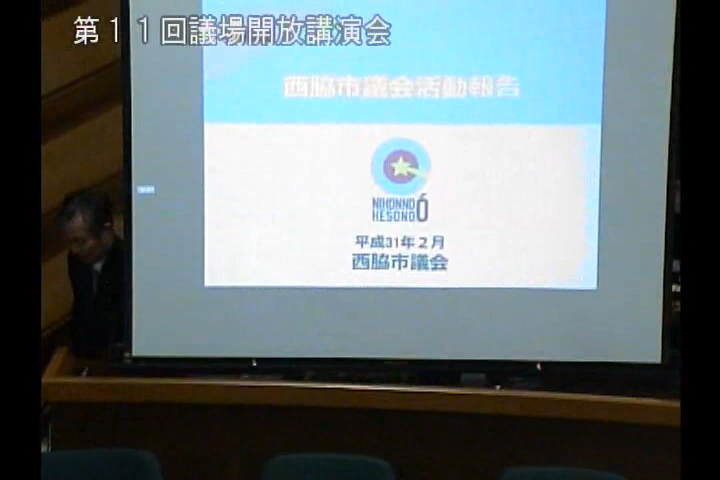 第１１回議場開放講演会
西脇市議会活動報告
NIHONNO
HESONO Ó
平成31年２月
西脇市議会